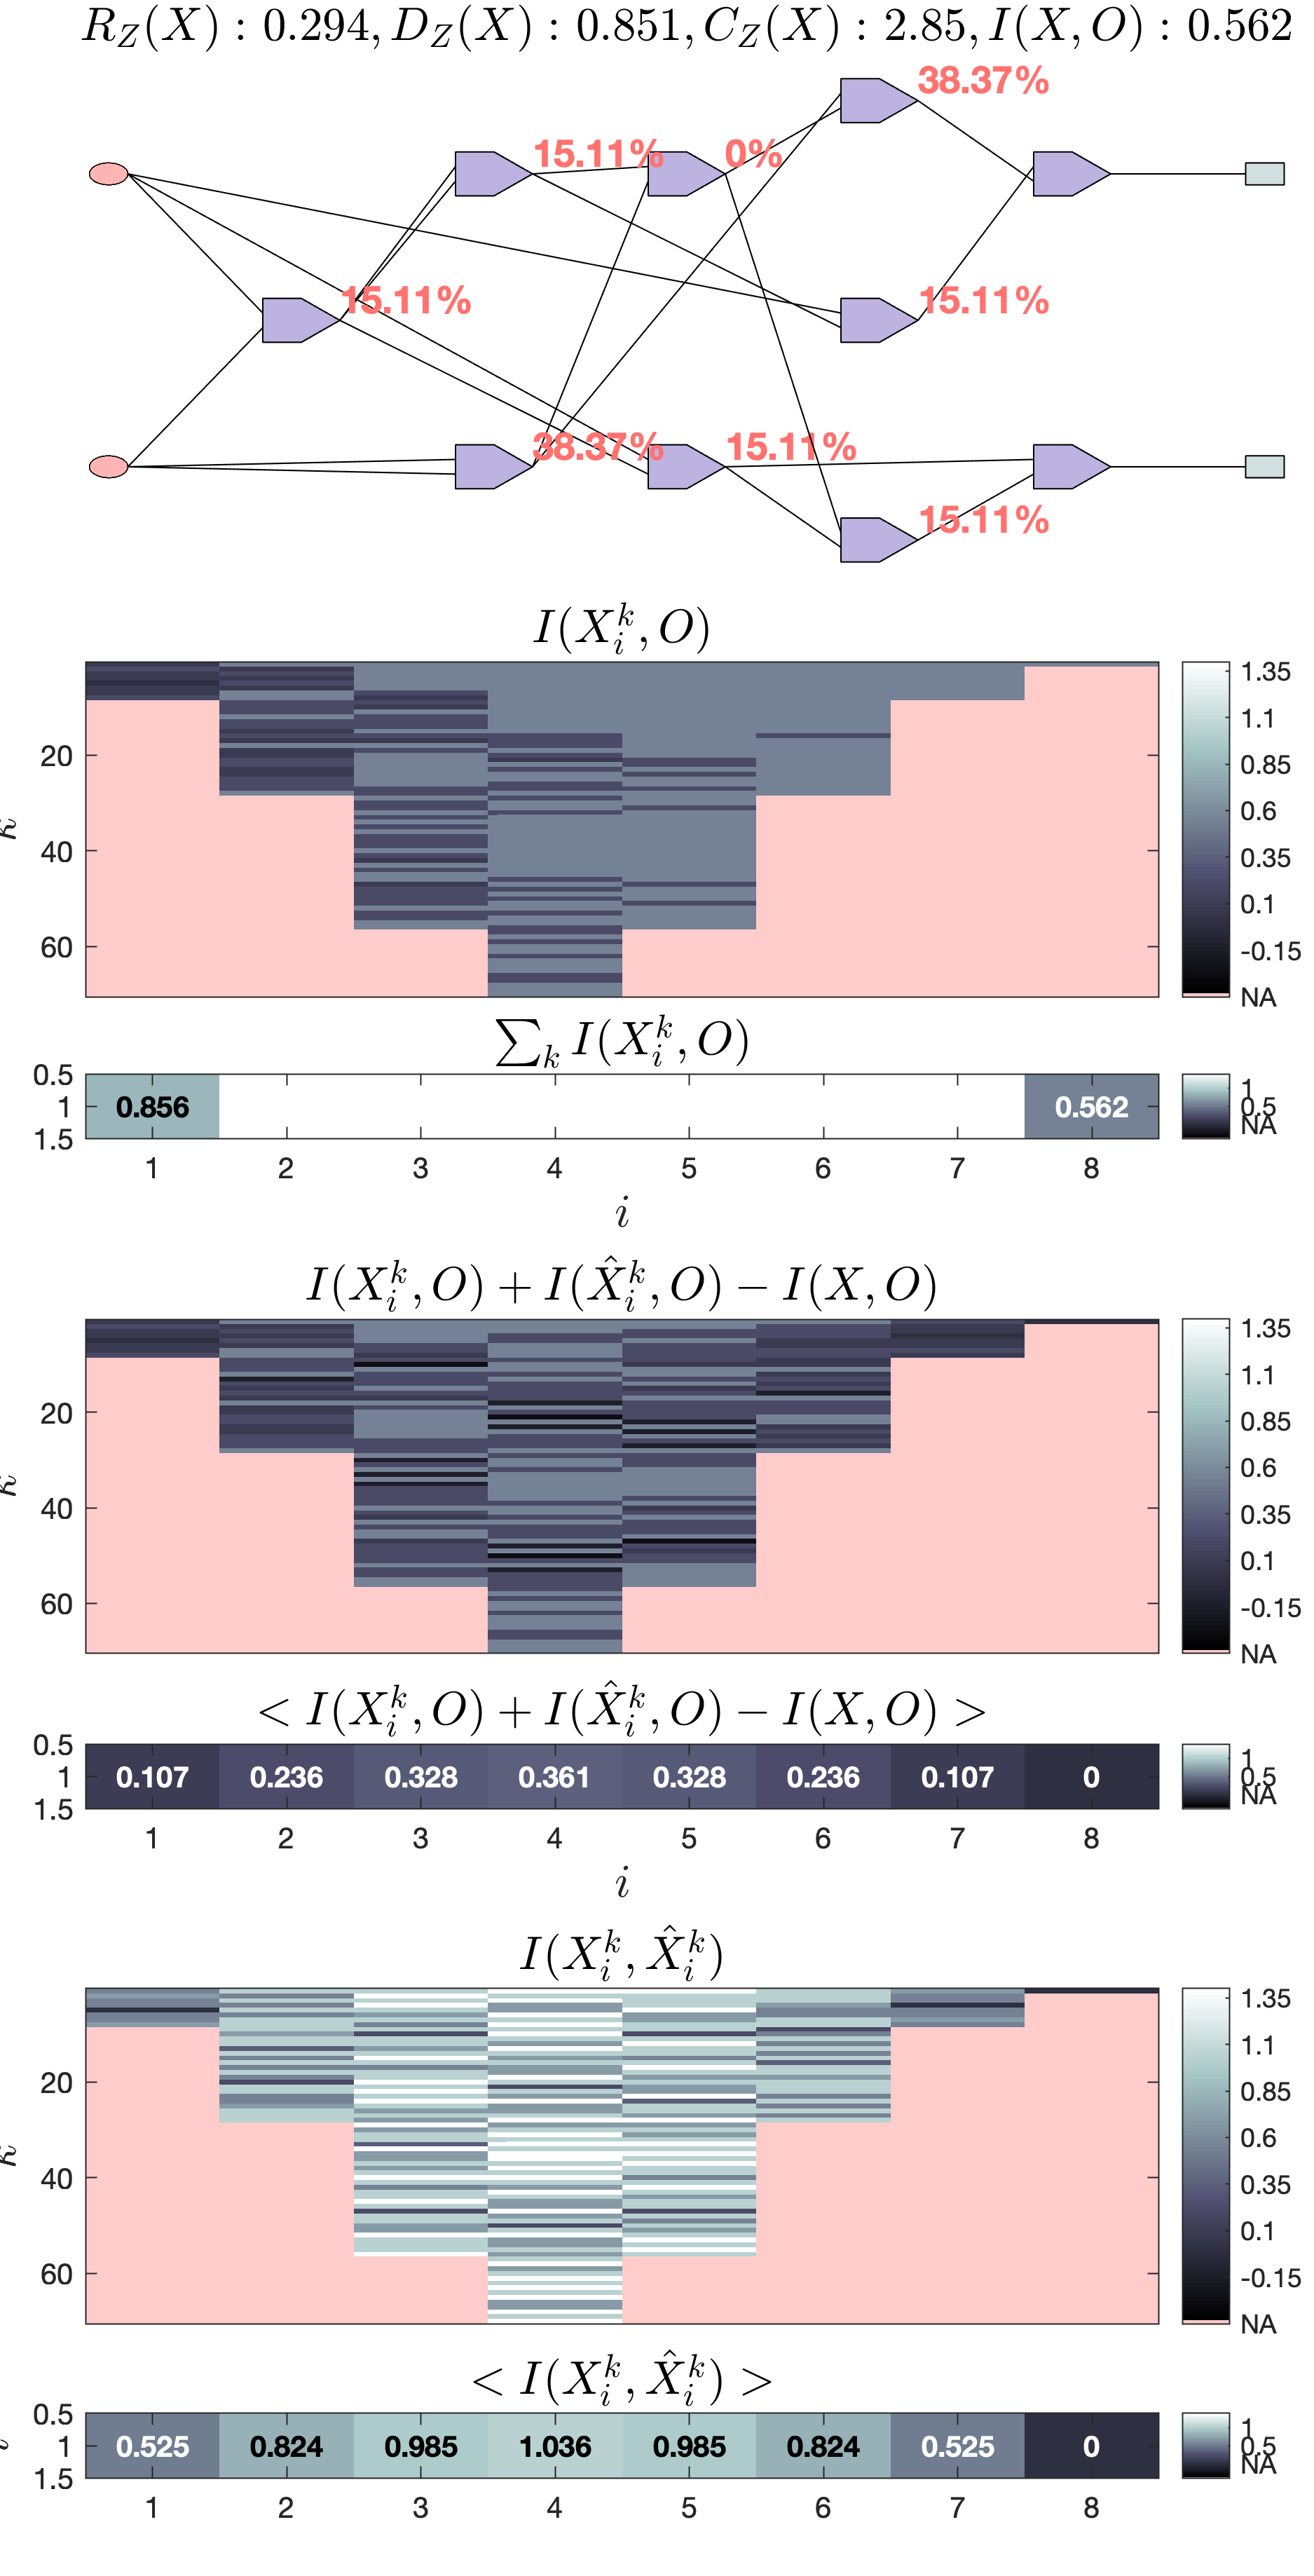 R_Z(X) : 0.294, D_Z(X) : 0.851, C_Z(X) : 2.85, I(X, O) : 0.562
38.37%
15.11%
0%
15.11%
15.11%
38.37%
15.11%
15.11%
I(X_i^k, O)
20
40
60
k
1.35
1.1
0.85
0.6
0.35
0.1
-0.15
NA
∑_k I(X_i^k, O)
0.5
1
1.5
0.856
0.562
1
0.5
NA
1 2 3 4 5 6 7 8
i
I(X_i^k, O) + I(X̂_i^k, O) − I(X, O)
20
40
60
k
1.35
1.1
0.85
0.6
0.35
0.1
-0.15
NA
< I(X_i^k, O) + I(X̂_i^k, O) − I(X, O) >
0.5
1
1.5
0.107 0.236 0.328 0.361 0.328 0.236 0.107 0
1
0.5
NA
1 2 3 4 5 6 7 8
i
I(X_i^k, X̂_i^k)
20
40
60
k
1.35
1.1
0.85
0.6
0.35
0.1
-0.15
NA
< I(X_i^k, X̂_i^k) >
0.5
1
1.5
0.525 0.824 0.985 1.036 0.985 0.824 0.525 0
1
0.5
NA
1 2 3 4 5 6 7 8